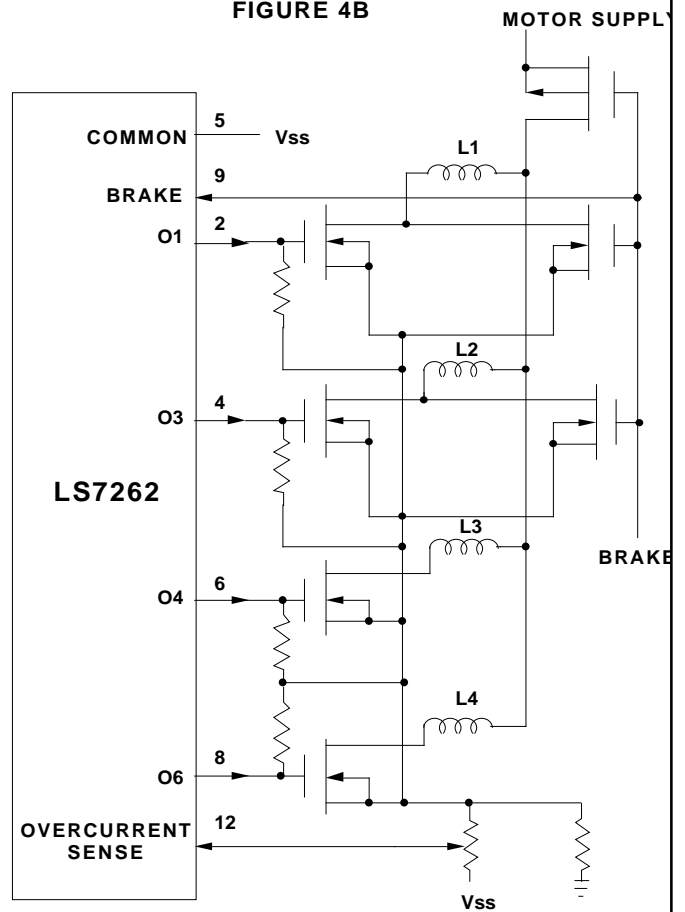 FIGURE 4B
MOTOR SUPPLY
COMMON
5
Vss
L1
BRAKE
9
O1
2
L2
O3
4
LS7262
L3
BRAKE
O4
6
L4
O6
8
OVERCURRENT
SENSE
12
Vss